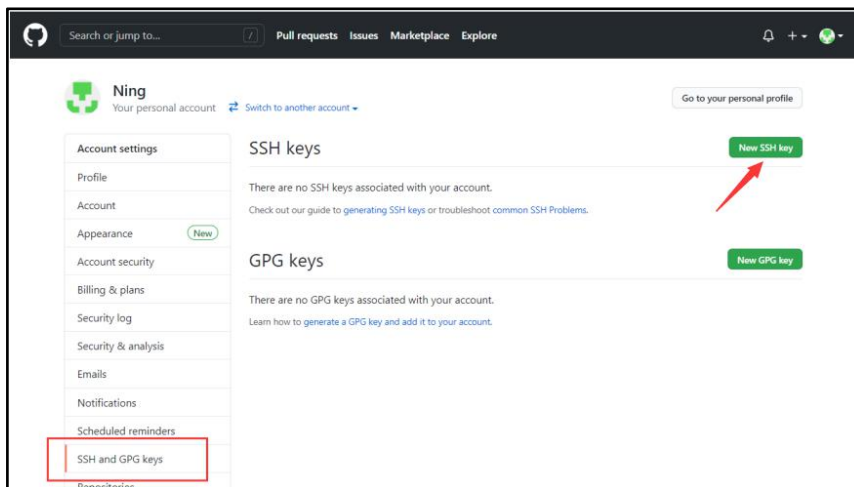 Search or jump to...
/
Pull requests Issues Marketplace Explore
Ning
Your personal account Switch to another account
Go to your personal profile
Account settings
Profile
Account
Appearance New
Account security
Billing & plans
Security log
Security & analysis
Emails
Notifications
Scheduled reminders
SSH and GPG keys
Repositories
SSH keys
New SSH key
There are no SSH keys associated with your account.
Check out our guide to generating SSH keys or troubleshoot common SSH Problems.
GPG keys
New GPG key
There are no GPG keys associated with your account.
Learn how to generate a GPG key and add it to your account.